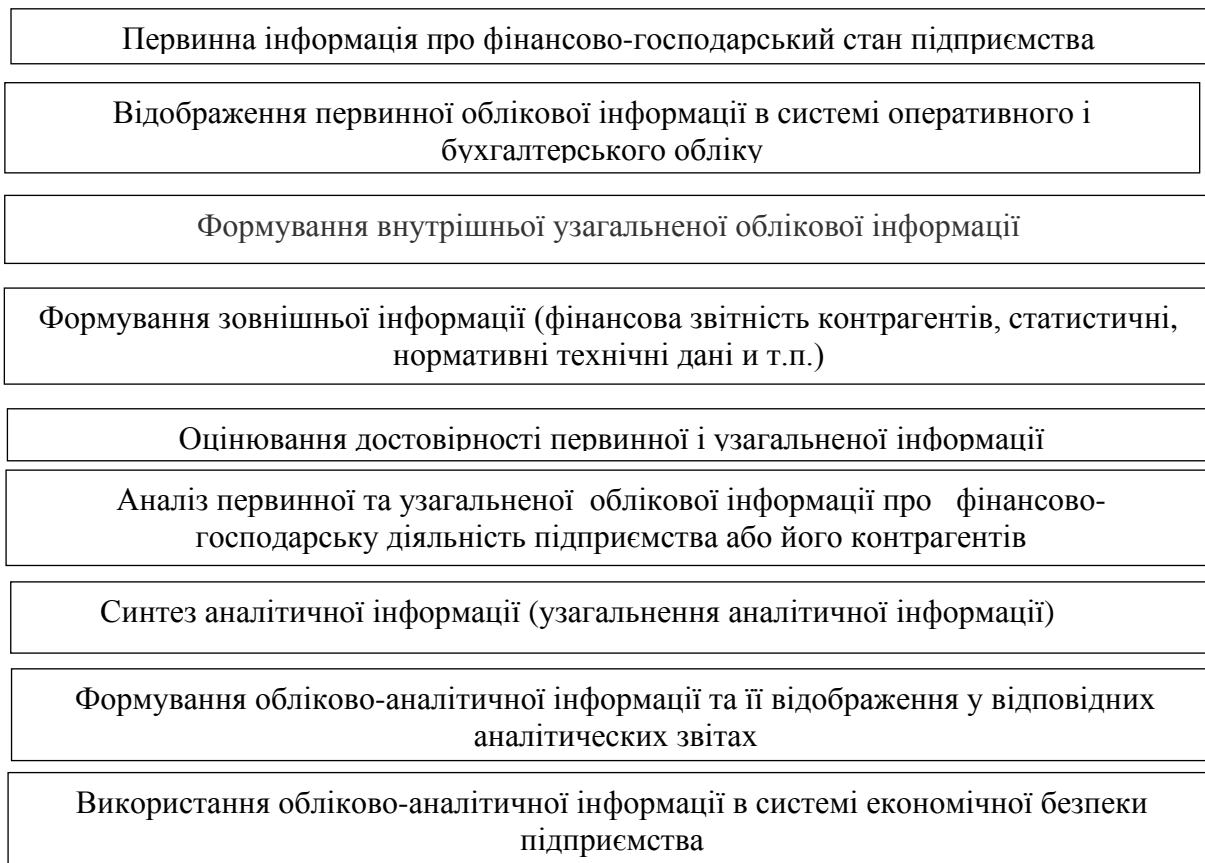 Первинна інформація про фінансово-господарський стан підприємства
Відображення первинної облікової інформації в системі оперативного і
бухгалтерського обліку
Формування внутрішньої узагальненої облікової інформації
Формування зовнішньої інформації (фінансова звітність контрагентів, статистичні,
нормативні технічні дані и т.п.)
Оцінювання достовірності первинної і узагальненої інформації
Аналіз первинної та узагальненої облікової інформації про фінансово-
господарську діяльність підприємства або його контрагентів
Синтез аналітичної інформації (узагальнення аналітичної інформації)
Формування обліково-аналітичної інформації та її відображення у відповідних
аналітических звітах
Використання обліково-аналітичної інформації в системі економічної безпеки
підприємства